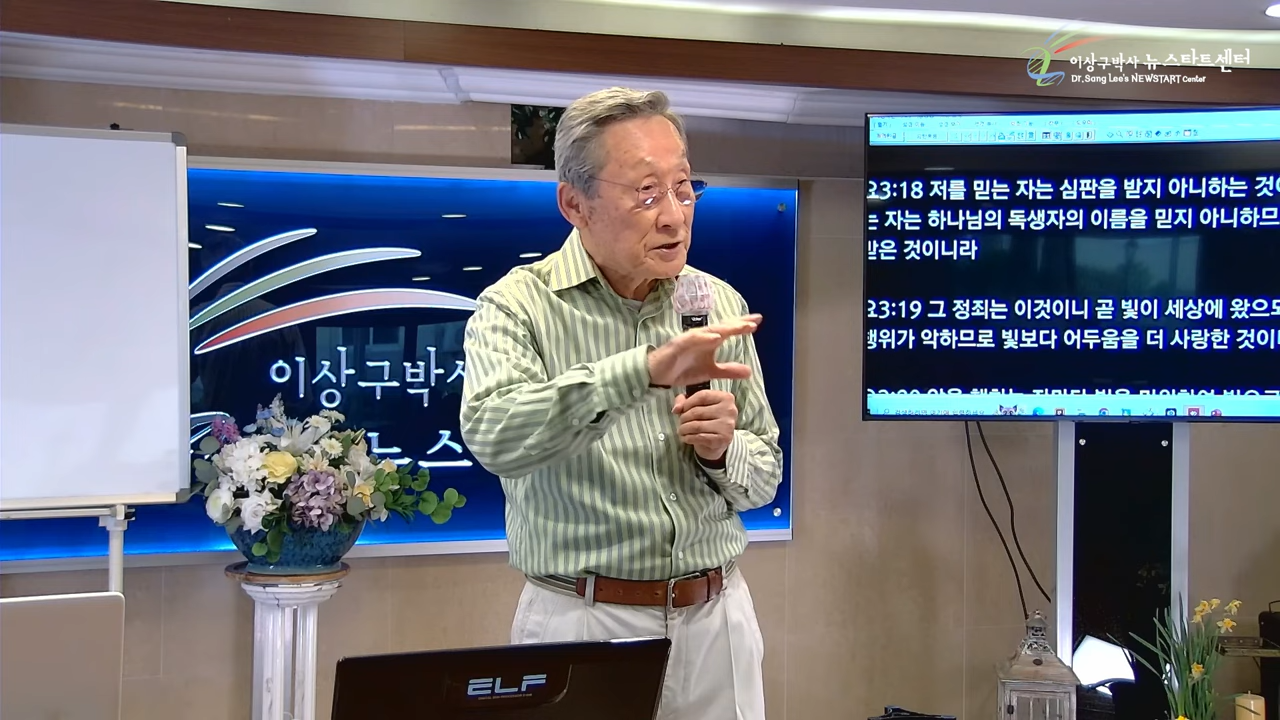 이상구박사 뉴스타트센터
Dr. Sang Lee's NEWSTART Center
요3:18 저를 믿는 자는 심판을 받지 아니하는 것이
는 자는 하나님의 독생자의 이름을 믿지 아니하므
받은 것이니라
요3:19 그 정죄는 이것이니 곧 빛이 세상에 왔으되
행위가 악하므로 빛보다 어두움을 더 사랑한 것이니
이상구박사
뉴스
ELF